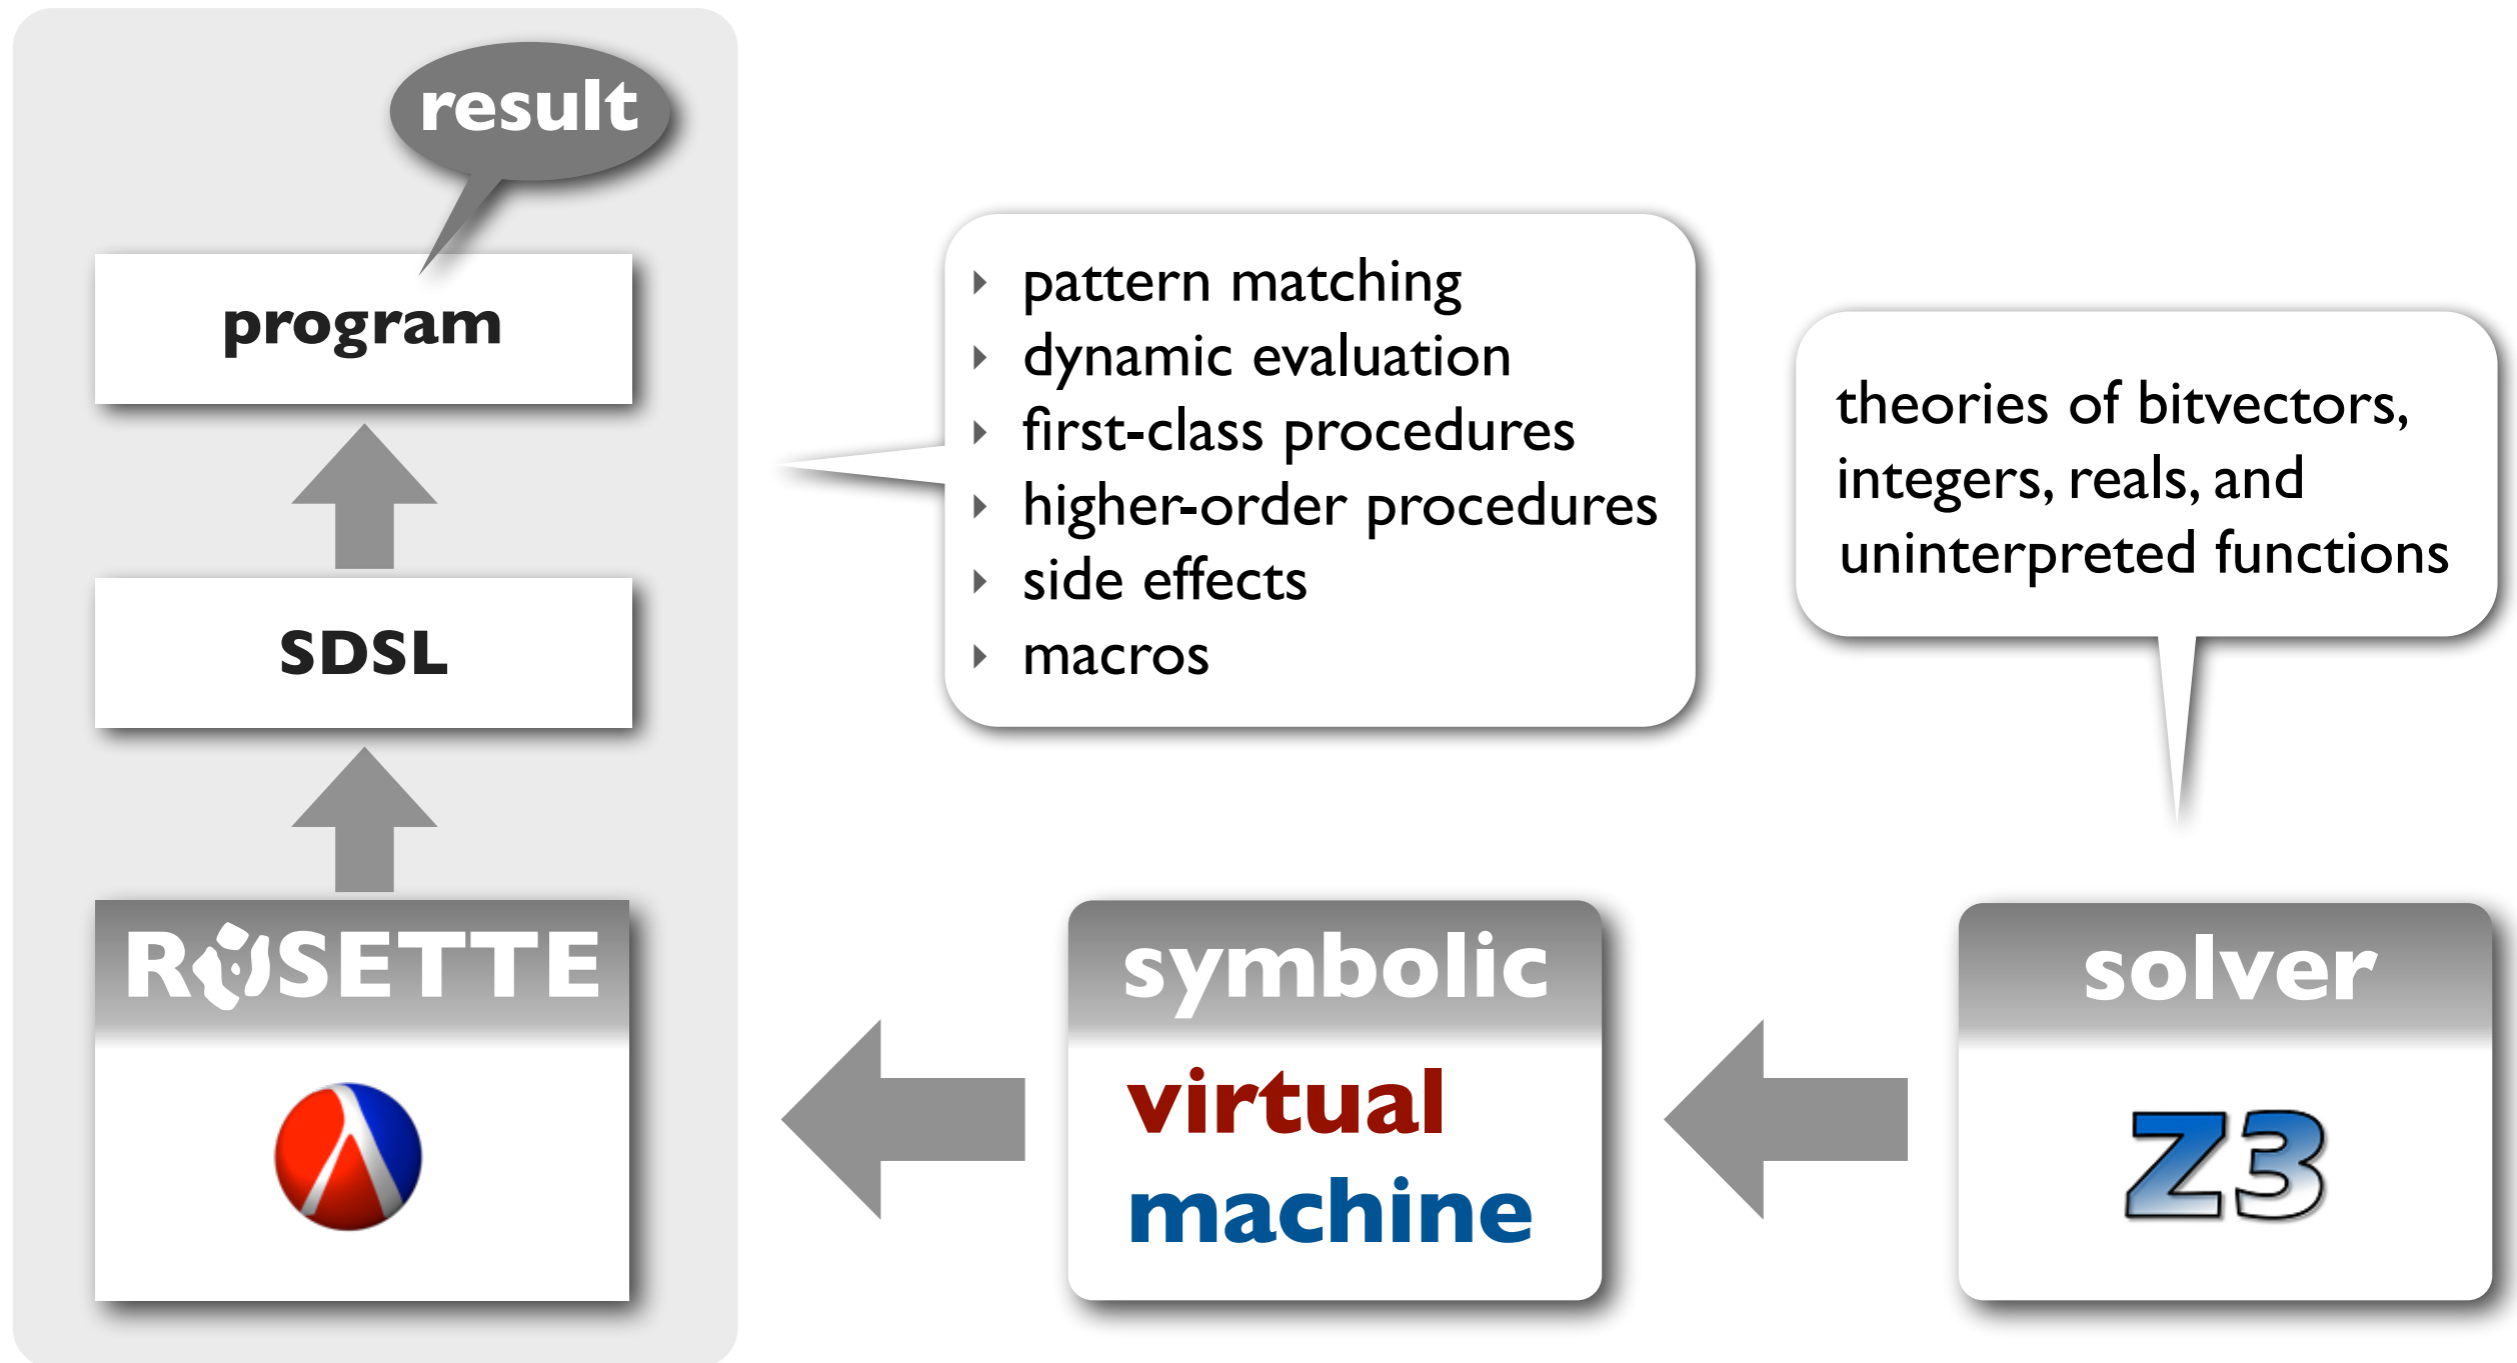 result
program
SDSL
ROSETTE
pattern matching
dynamic evaluation
first-class procedures
higher-order procedures
side effects
macros
theories of bitvectors,
integers, reals, and
uninterpreted functions
symbolic
virtual
machine
solver
Z3